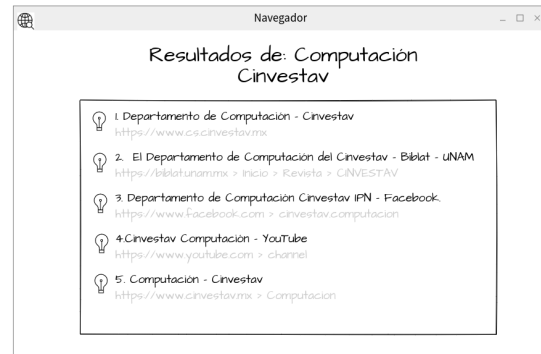 Navegador
Resultados de: Computación
Cinvestav
1. Departamento de Computación - Cinvestav
https://www.cs.cinvestav.mx
2. El Departamento de Computación del Cinvestav - Biblat - UNAM
https://biblat.unam.mx > Inicio > Revista > CINVESTAV
3. Departamento de Computación Cinvestav IPN - Facebook.
https://www.facebook.com > cinvestav.computacion
4.Cinvestav Computación - YouTube
https://www.youtube.com > channel
5. Computación - Cinvestav
https://www.cinvestav.mx > Computacion